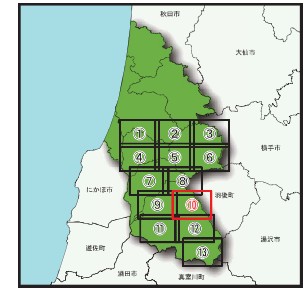 秋田市
大仙市
① ② ③
横手市
④ ⑤ ⑥
⑦ ⑧
にかほ市
羽後町
⑨ ⑩
⑪ ⑫
遊佐町
湯沢市
⑬
酒田市
真室川町